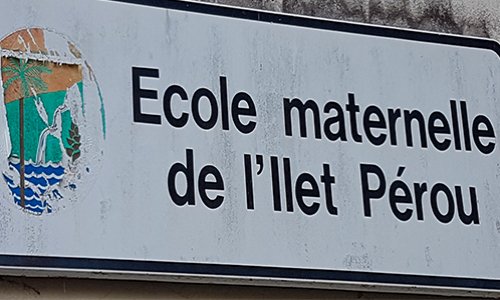 Ecole maternelle
de l'Ilet Pérou